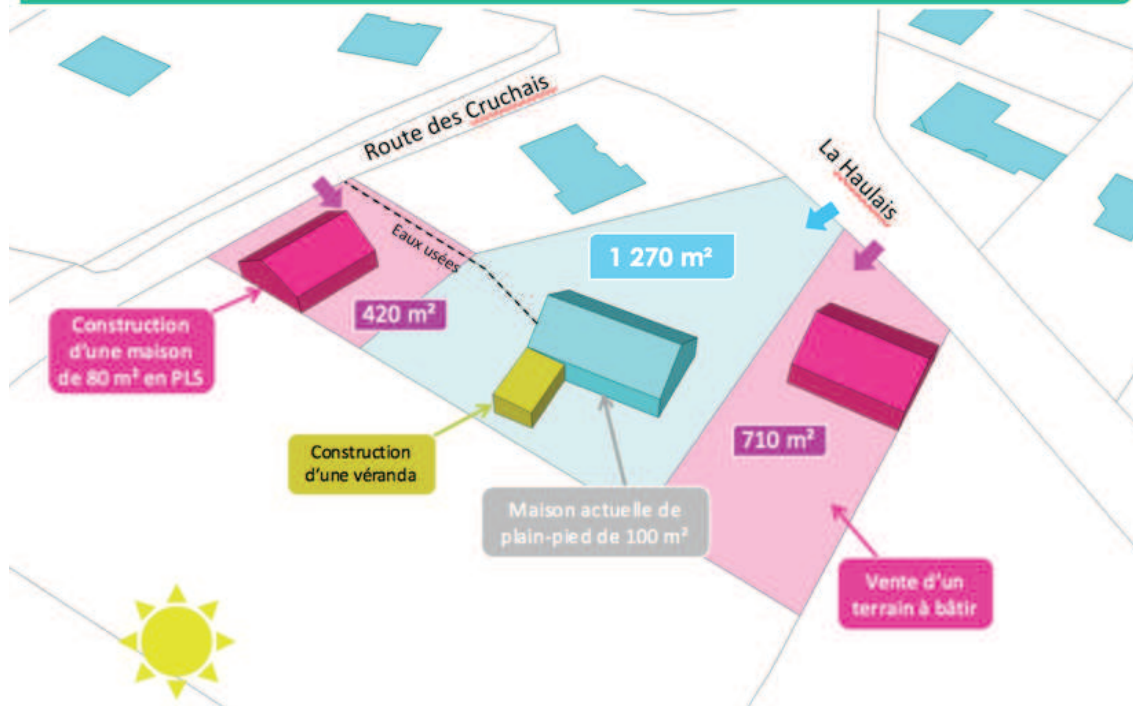 Route des Cruchais
La Haulais
Eaux usées
1 270 m²
420 m²
Construction
d'une maison
de 80 m² en PLS
710 m²
Construction
d'une véranda
Maison actuelle de
plain-pied de 100 m²
Vente d'un
terrain à bâtir